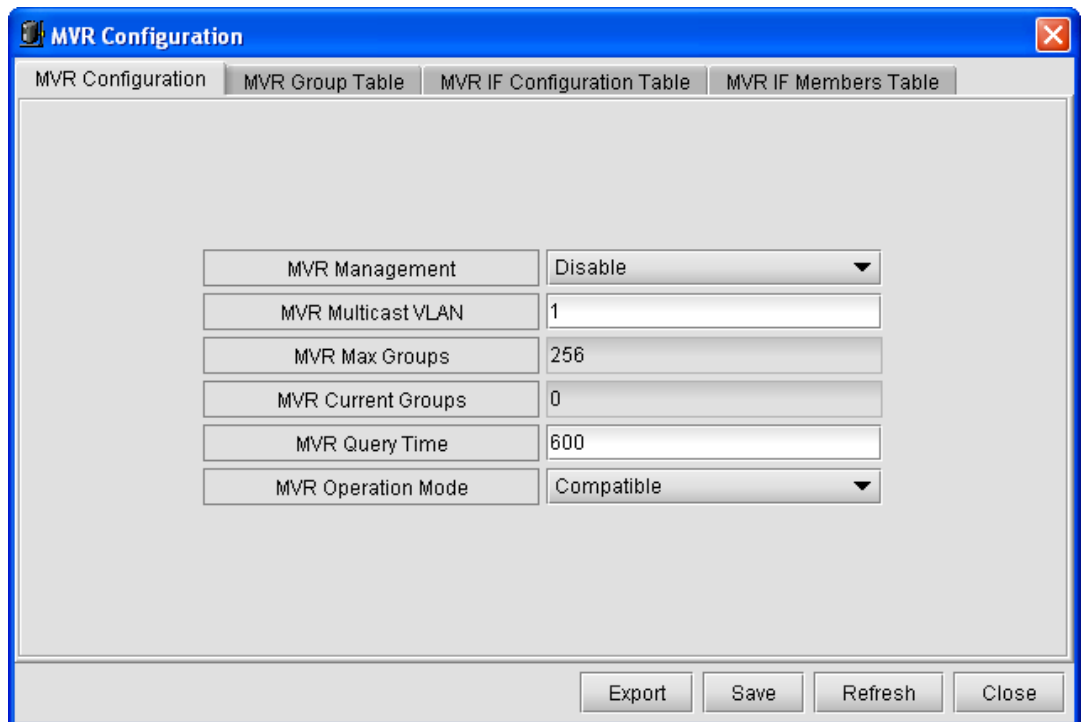 MVR Configuration
MVR Configuration MVR Group Table MVR IF Configuration Table MVR IF Members Table
MVR Management Disable
MVR Multicast VLAN 1
MVR Max Groups 256
MVR Current Groups 0
MVR Query Time 600
MVR Operation Mode Compatible
Export Save Refresh Close